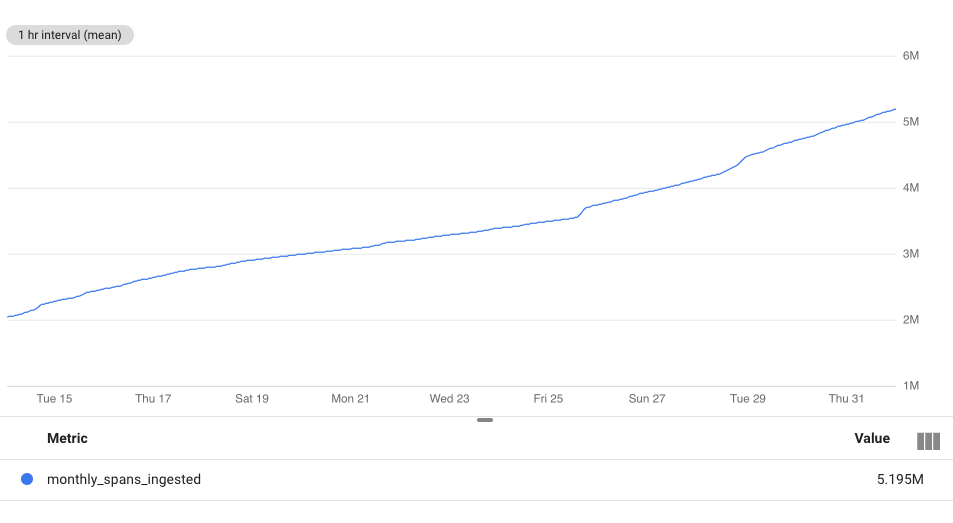 1 hr interval (mean)
6M
5M
4M
3M
2M
1M
Tue 15 Thu 17 Sat 19 Mon 21 Wed 23 Fri 25 Sun 27 Tue 29 Thu 31
Metric Value
monthly_spans_ingested 5.195M